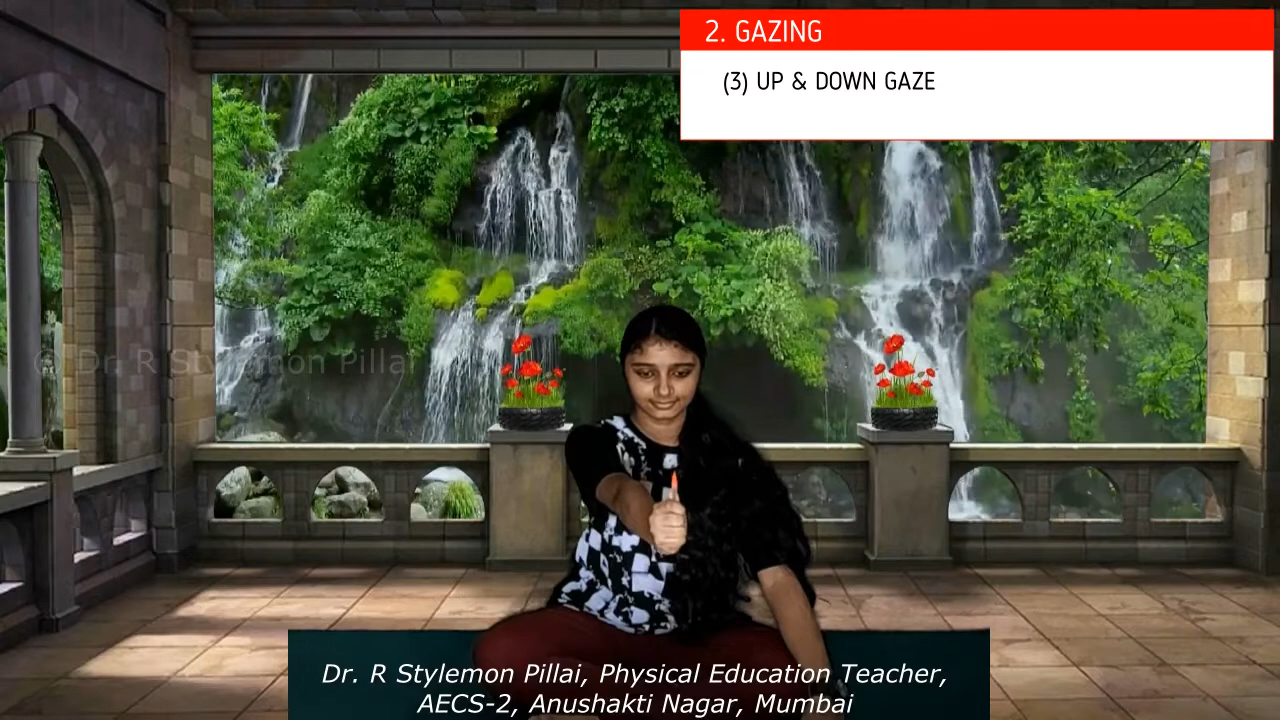 2. GAZING
(3) UP & DOWN GAZE
© Dr. R Stylemon Pillai
Dr. R Stylemon Pillai, Physical Education Teacher,
AECS-2, Anushakti Nagar, Mumbai